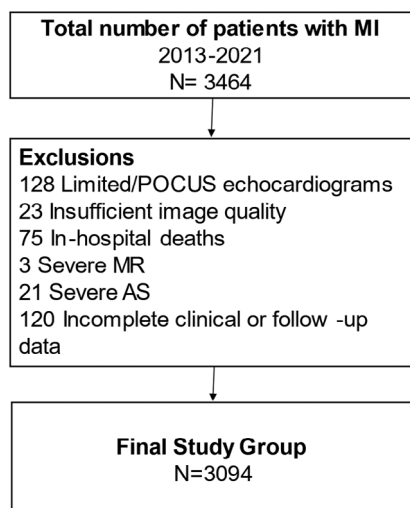 Total number of patients with MI
2013-2021
N= 3464
Exclusions
128 Limited/POCUS echocardiograms
23 Insufficient image quality
75 In-hospital deaths
3 Severe MR
21 Severe AS
120 Incomplete clinical or follow -up
data
Final Study Group
N=3094